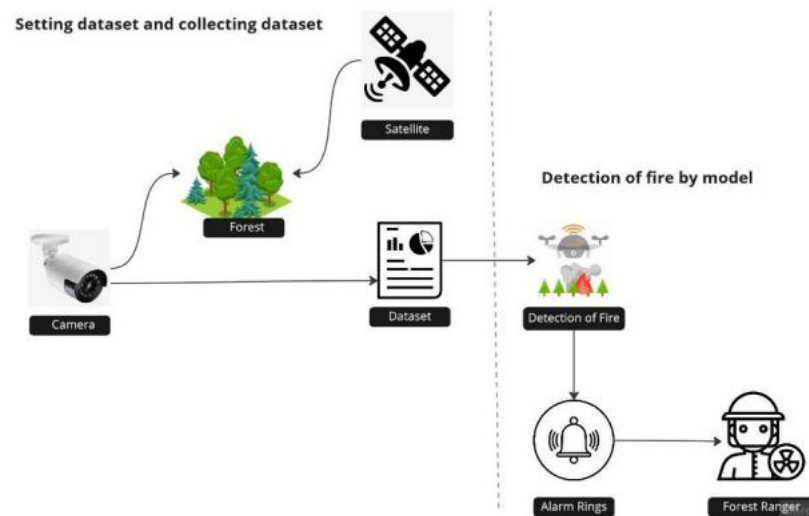 Setting dataset and collecting dataset
Satellite
Detection of fire by model
Forest
Camera
Dataset
Detection of Fire
Alarm Rings
Forest Ranger